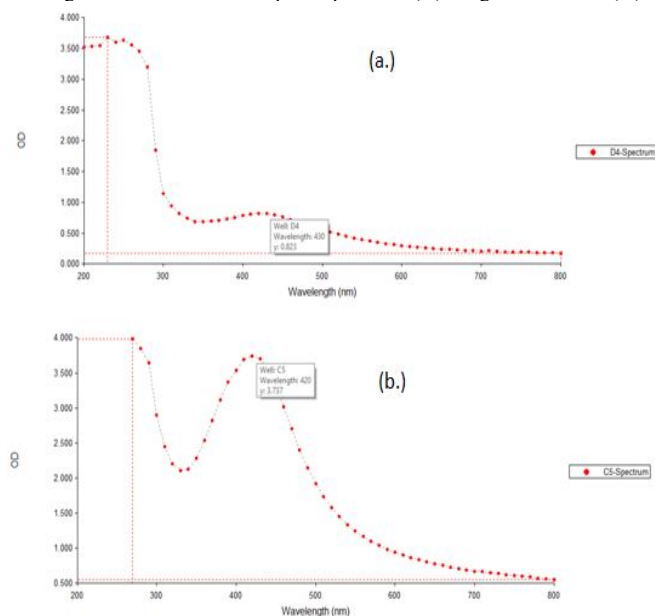 (a.)
4.000
3.500
3.000
2.500
2.000
1.500
1.000
0.500
0.000
OD
200 300 400 500 600 700 800
Wavelength (nm)
Well: D4
Wavelength: 430
y: 0.823
D4-Spectrum
(b.)
4.000
3.500
3.000
2.500
2.000
1.500
1.000
0.500
OD
200 300 400 500 600 700 800
Wavelength (nm)
Well: C5
Wavelength: 420
y: 3.737
C5-Spectrum